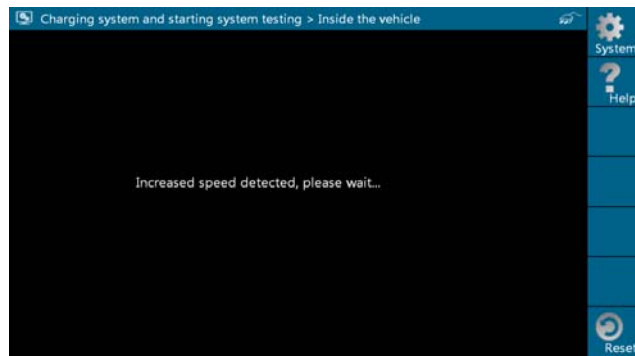 Charging system and starting system testing > Inside the vehicle
System
Help
Increased speed detected, please wait...
Reset